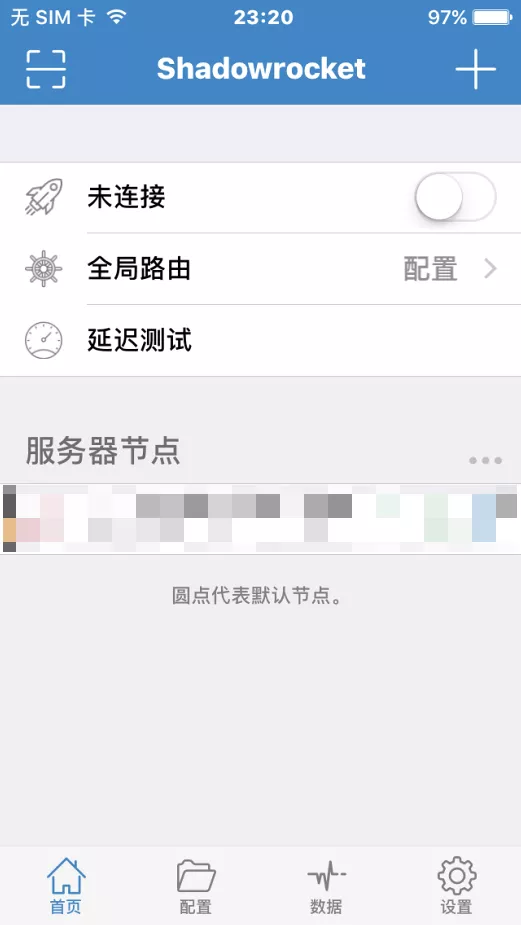 无 SIM 卡 23:20 97%
Shadowrocket
未连接
全局路由 配置
延迟测试
服务器节点
圆点代表默认节点。
首页 配置 数据 设置